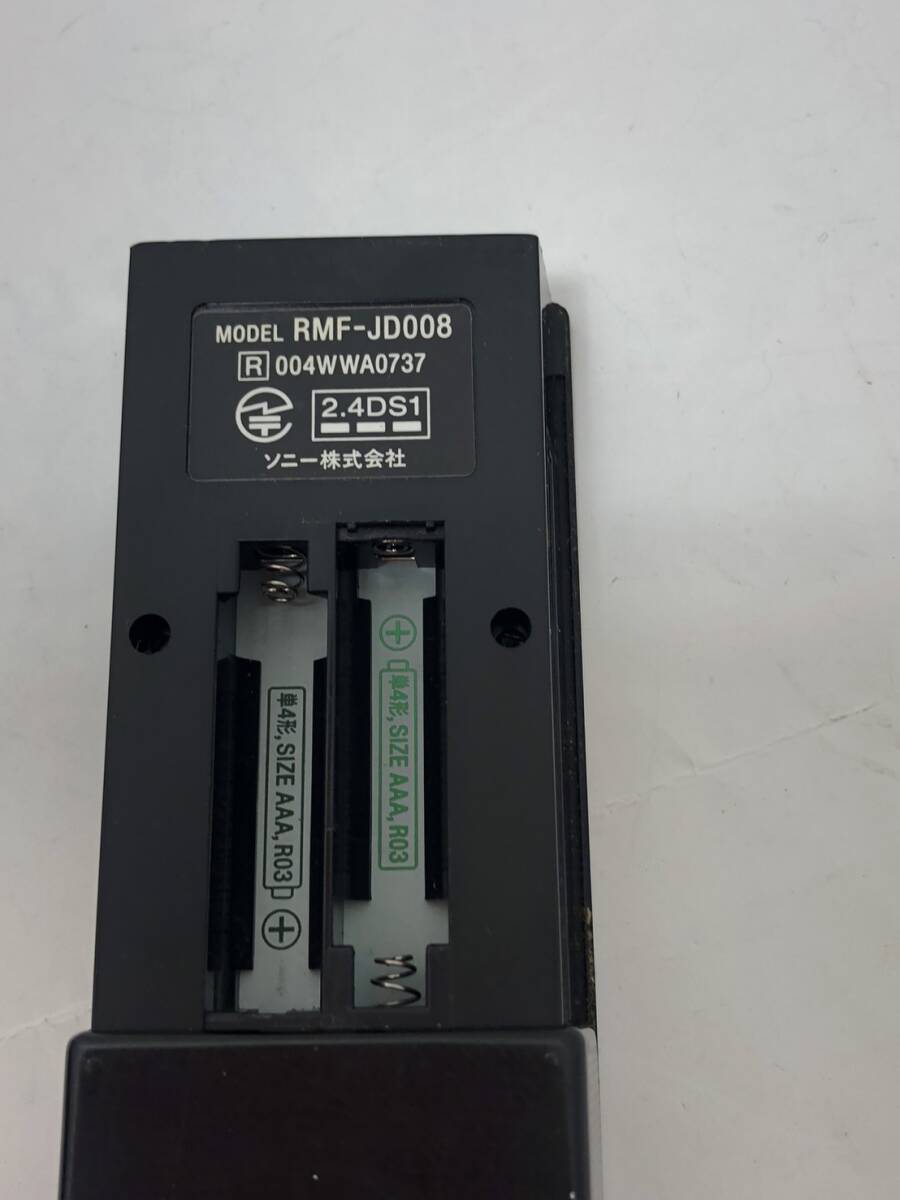 MODEL RMF-JD008
R 004WWA0737
2.4DS1
ソニー株式会社
単4形, SIZE AAA, R03
単4形, SIZE AAA, R03